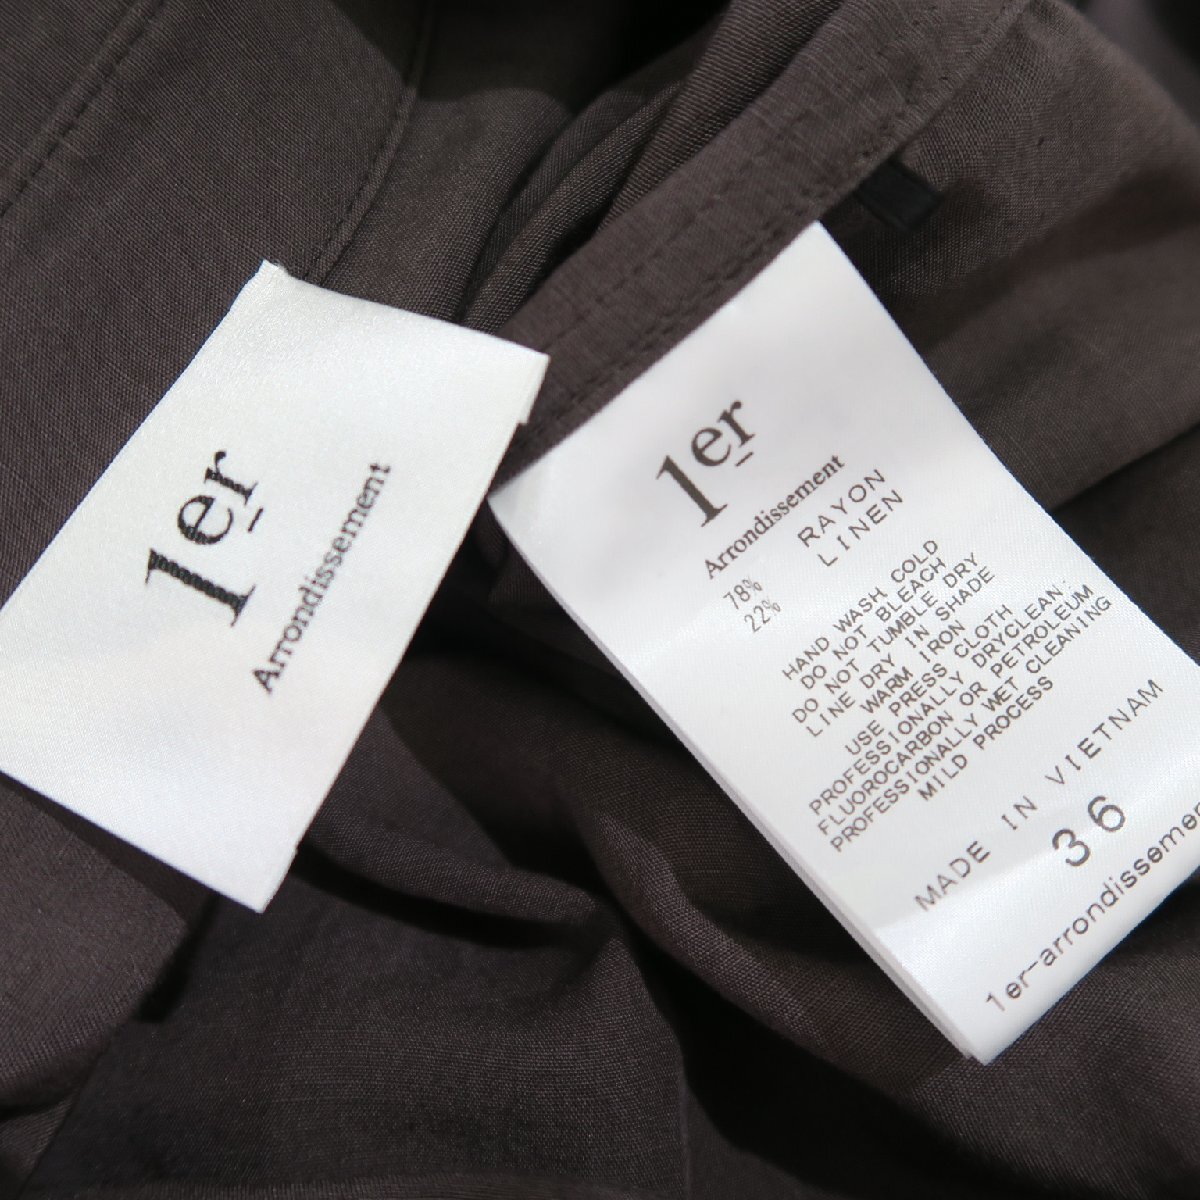 1er
Arrondissement
1er
Arrondissement
78% RAYON
22% LINEN
HAND WASH COLD
DO NOT BLEACH
DO NOT TUMBLE DRY
LINE DRY IN SHADE
WARM IRON
USE PRESS CLOTH
PROFESSIONALLY DRYCLEAN:
FLUOROCARBON OR PETROLEUM
PROFESSIONALLY WET CLEANING
MILD PROCESS
MADE IN VIETNAM
36
1er-arrondissemen